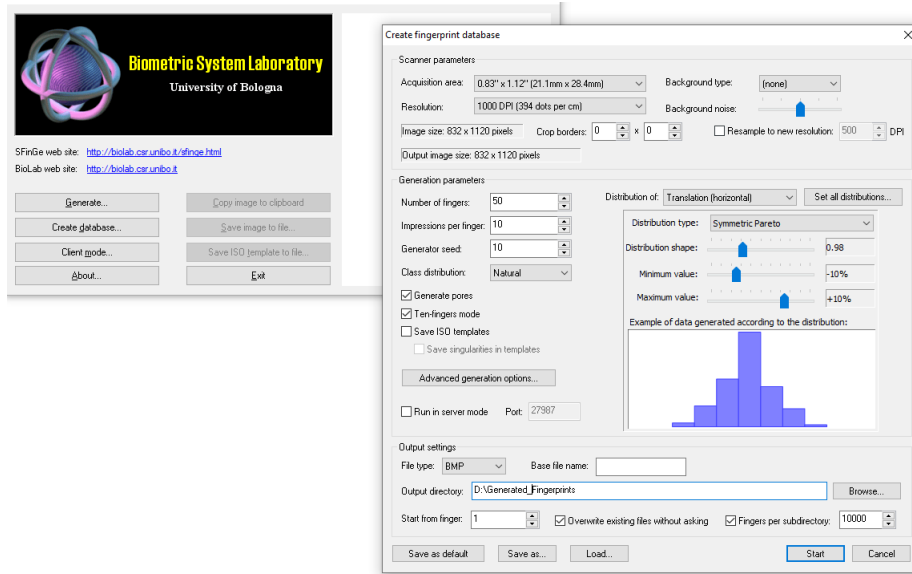 Biometric System Laboratory
University of Bologna
SFinGe web site: http://biolab.csr.unibo.it/sfinge.html
BioLab web site: http://biolab.csr.unibo.it
Generate...
Copy image to clipboard
Create database...
Save image to file...
Client mode...
Save ISO template to file...
About...
Exit
Create fingerprint database
Scanner parameters
Acquisition area: 0.83" x 1.12" (21.1mm x 28.4mm)
Background type: (none)
Resolution: 1000 DPI (394 dots per cm)
Background noise:
Image size: 832 x 1120 pixels
Crop borders: 0 x 0
Resample to new resolution: 500 DPI
Output image size: 832 x 1120 pixels
Generation parameters
Number of fingers: 50
Impressions per finger: 10
Generator seed: 10
Class distribution: Natural
Generate pores
Ten-fingers mode
Save ISO templates
Save singularities in templates
Advanced generation options...
Run in server mode Port: 27987
Distribution of: Translation (horizontal)
Set all distributions...
Distribution type: Symmetric Pareto
Distribution shape: 0.98
Minimum value: -10%
Maximum value: +10%
Example of data generated according to the distribution:
Output settings
File type: BMP
Base file name:
Output directory: D:\Generated_Fingerprints
Browse...
Start from finger: 1
Overwrite existing files without asking
Fingers per subdirectory: 10000
Save as default
Save as...
Load...
Start
Cancel